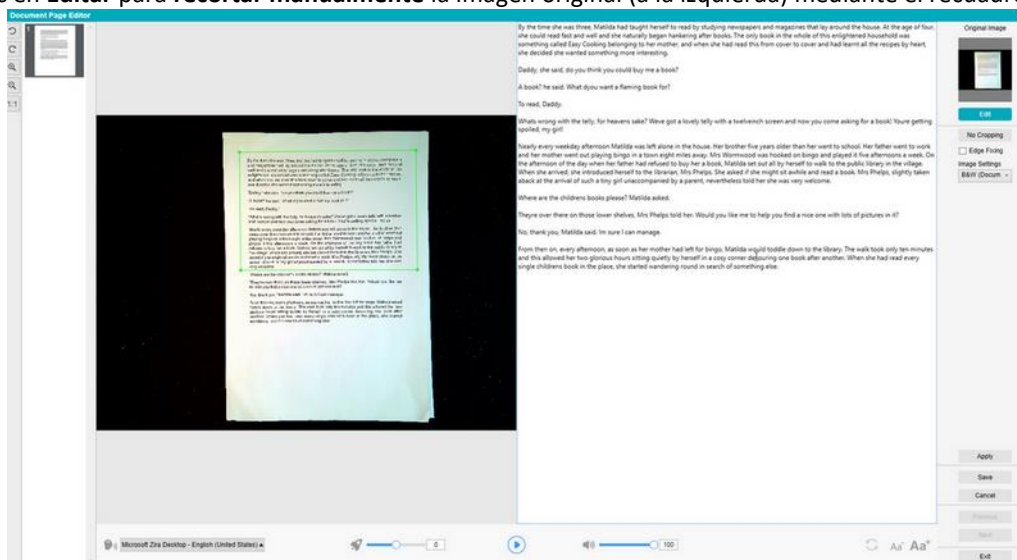 en Editar para recortar manualmente la imagen original (a la izquierda) mediante el recuadro
Document Page Editor
1
1:1
By the time she was three, Matilda had taught herself to read by studying newspapers and magazines that lay around the house. At the age of four,
she could read fast and well and she naturally began hankering after books. The only book in the whole of this enlightened household was
something called Easy Cooking belonging to her mother, and when she had read this from cover to cover and had learnt all the recipes by heart,
she decided she wanted something more interesting.
Daddy, she said, do you think you could buy me a book?
A book? he said. What dyou want a flaming book for?
To read, Daddy.
Whats wrong with the telly, for heavens sake? Weve got a lovely telly with a twelveinch screen and now you come asking for a book! Youre getting
spoiled, my girl!
Nearly every weekday afternoon Matilda was left alone in the house. Her brother five years older than her went to school. Her father went to work
and her mother went out playing bingo in a town eight miles away. Mrs Wormwood was hooked on bingo and played it five afternoons a week. On
the afternoon of the day when her father had refused to buy her a book, Matilda set out all by herself to walk to the public library in the village.
When she arrived, she introduced herself to the librarian, Mrs Phelps. She asked if she might sit awhile and read a book. Mrs Phelps, slightly taken
aback at the arrival of such a tiny girl unaccompanied by a parent, nevertheless told her she was very welcome.
Where are the childrens books please? Matilda asked.
Theyre over there on those lower shelves, Mrs Phelps told her. Would you like me to help you find a nice one with lots of pictures in it?
No, thank you, Matilda said. Im sure I can manage.
From then on, every afternoon, as soon as her mother had left for bingo, Matilda would toddle down to the library. The walk took only ten minutes
and this allowed her two glorious hours sitting quietly by herself in a cosy corner devouring one book after another. When she had read every
single childrens book in the place, she started wandering round in search of something else.
Original Image
Edit
No Cropping
Edge Fixing
Image Settings
B&W (Docum
Apply
Save
Cancel
Previous
Next
Exit
Microsoft Zira Desktop - English (United States)
0
100
Aa- Aa+